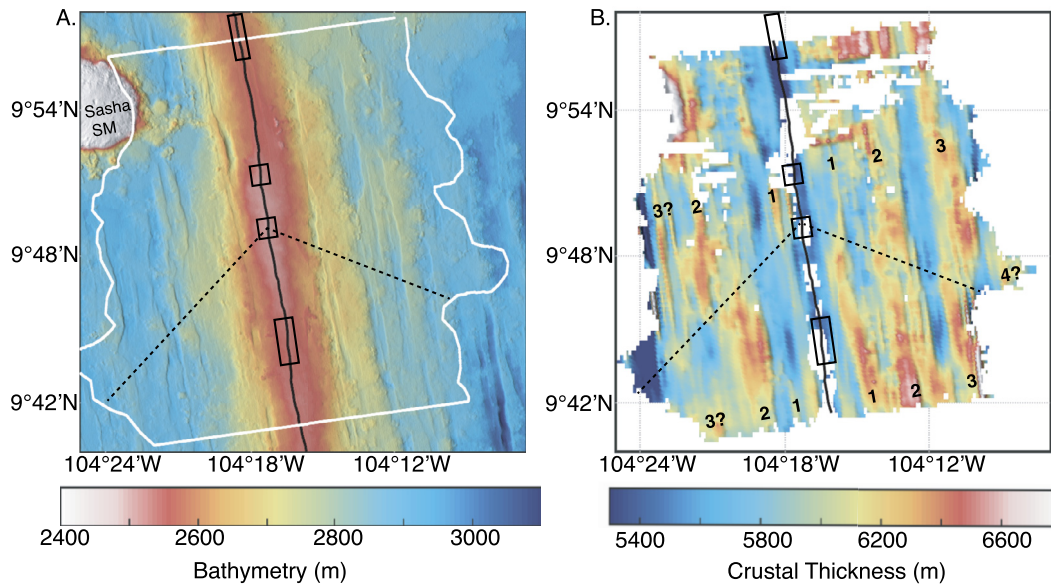 A.
B.
9°54'N
9°48'N
9°42'N
Sasha
SM
104°24'W
104°18'W
104°12'W
2400
2600
2800
3000
Bathymetry (m)
9°54'N
9°48'N
9°42'N
1
2
3
1
2
3?
4?
3?
2
1
1
2
3
104°24'W
104°18'W
104°12'W
5400
5800
6200
6600
Crustal Thickness (m)